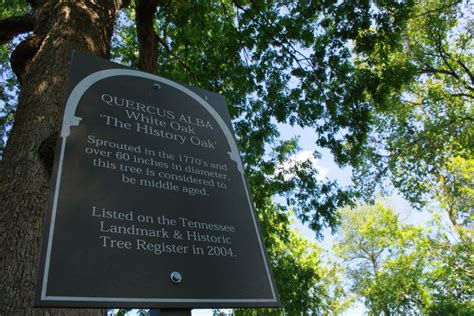 QUERCUS ALBA
White Oak
'The History Oak'
Sprouted in the 1770's and
over 60 inches in diameter
this tree is considered to
be middle aged.
Listed on the Tennessee
Landmark & Historic
Tree Register in 2004.